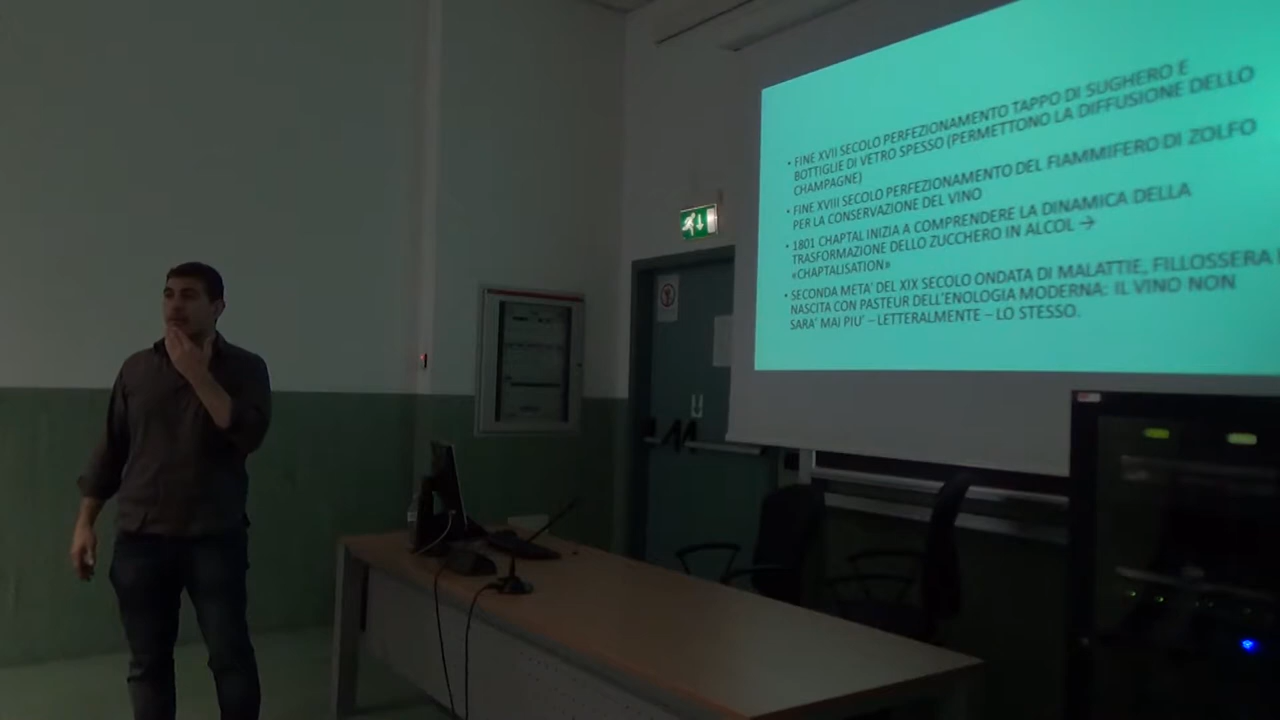 • FINE XVII SECOLO PERFEZIONAMENTO TAPPO DI SUGHERO E
BOTTIGLIE DI VETRO SPESSO (PERMETTONO LA DIFFUSIONE DELLO
CHAMPAGNE)
• FINE XVIII SECOLO PERFEZIONAMENTO DEL FIAMMIFERO DI ZOLFO
PER LA CONSERVAZIONE DEL VINO
• 1801 CHAPTAL INIZIA A COMPRENDERE LA DINAMICA DELLA
TRASFORMAZIONE DELLO ZUCCHERO IN ALCOL →
«CHAPTALISATION»
• SECONDA META' DEL XIX SECOLO ONDATA DI MALATTIE, FILLOSSERA
NASCITA CON PASTEUR DELL'ENOLOGIA MODERNA: IL VINO NON
SARA' MAI PIU' – LETTERALMENTE – LO STESSO.